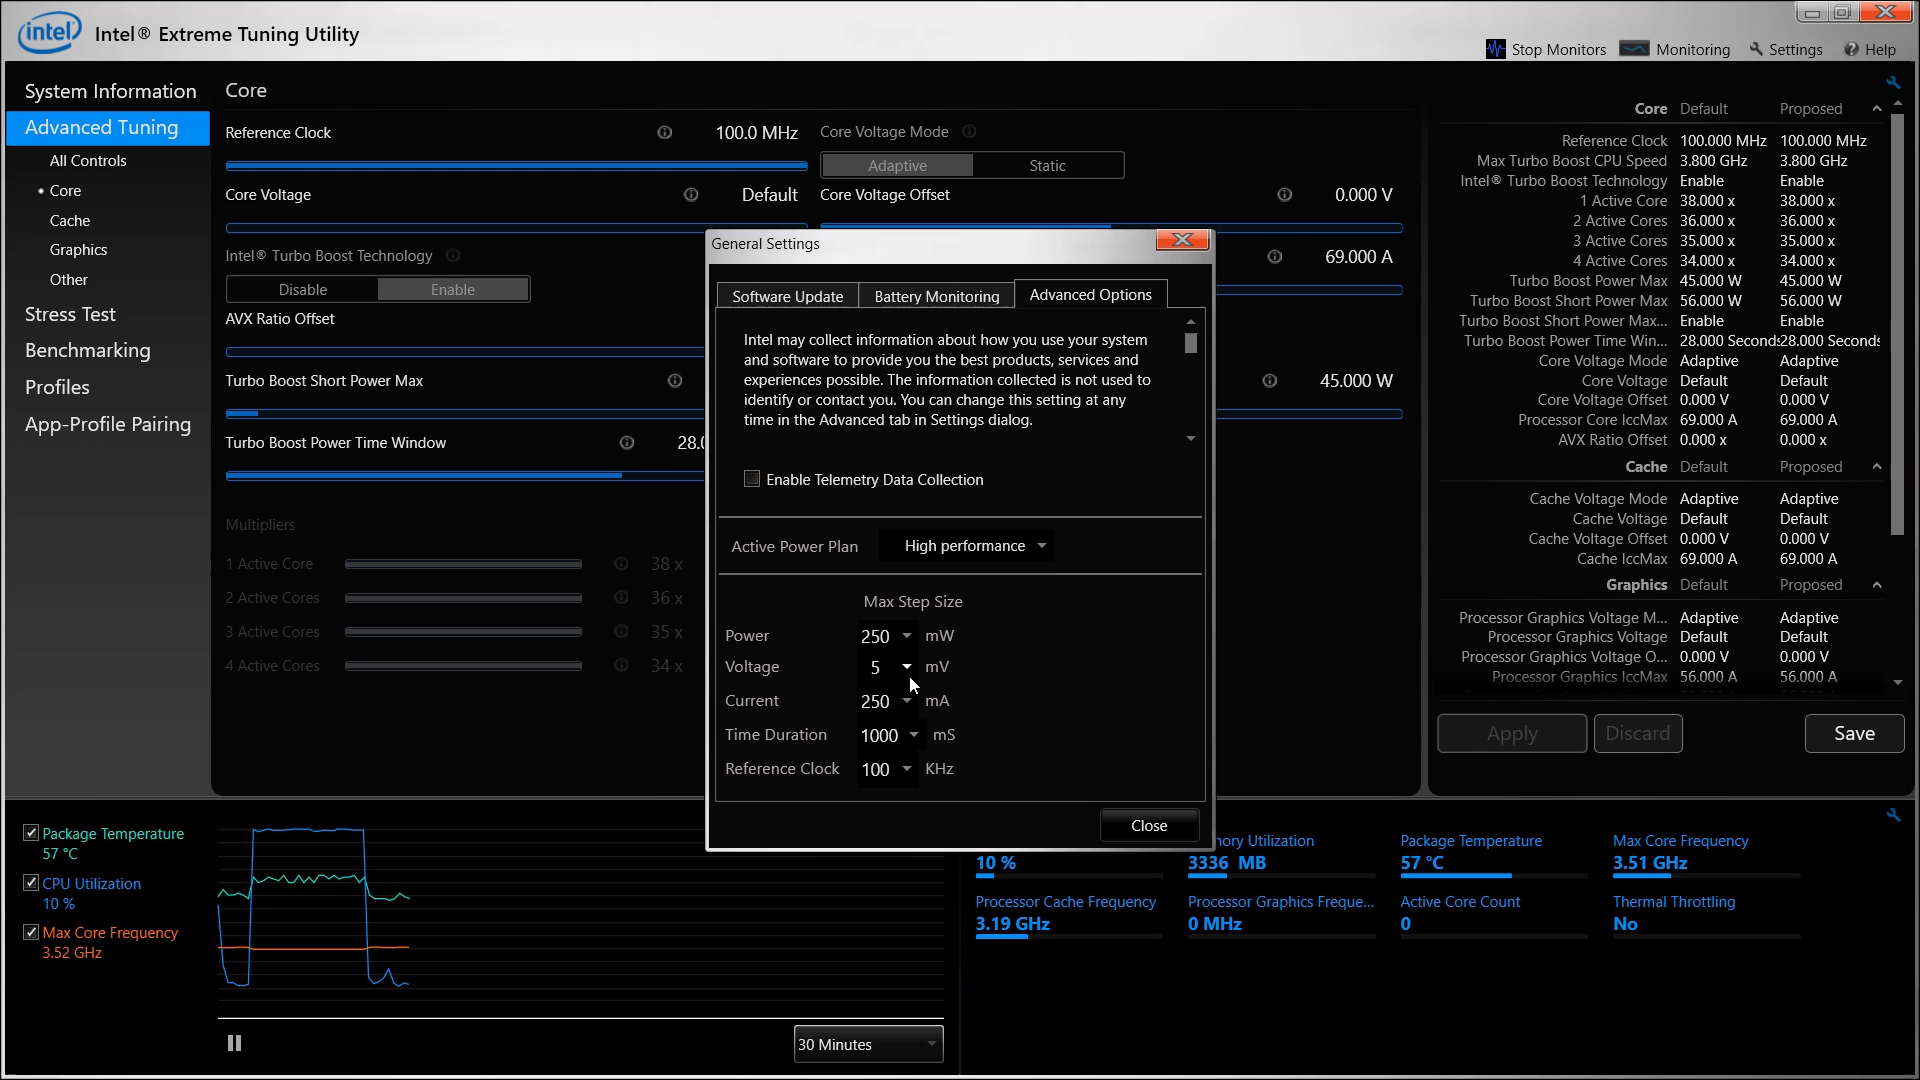 intel
Intel® Extreme Tuning Utility
Stop Monitors
Monitoring
Settings
Help
System Information
Advanced Tuning
All Controls
Core
Cache
Graphics
Other
Stress Test
Benchmarking
Profiles
App-Profile Pairing
Core
Reference Clock
100.0 MHz
Core Voltage Mode
Adaptive
Static
Core Voltage
Default
Core Voltage Offset
0.000 V
Intel® Turbo Boost Technology
Disable
Enable
69.000 A
AVX Ratio Offset
Turbo Boost Short Power Max
45.000 W
Turbo Boost Power Time Window
28.0
Multipliers
1 Active Core
38 x
2 Active Cores
36 x
3 Active Cores
35 x
4 Active Cores
34 x
General Settings
Software Update
Battery Monitoring
Advanced Options
Intel may collect information about how you use your system
and software to provide you the best products, services and
experiences possible. The information collected is not used to
identify or contact you. You can change this setting at any
time in the Advanced tab in Settings dialog.
Enable Telemetry Data Collection
Active Power Plan
High performance
Max Step Size
Power 250 mW
Voltage 5 mV
Current 250 mA
Time Duration 1000 mS
Reference Clock 100 KHz
Close
Core Default Proposed
Reference Clock 100.000 MHz 100.000 MHz
Max Turbo Boost CPU Speed 3.800 GHz 3.800 GHz
Intel® Turbo Boost Technology Enable Enable
1 Active Core 38.000 x 38.000 x
2 Active Cores 36.000 x 36.000 x
3 Active Cores 35.000 x 35.000 x
4 Active Cores 34.000 x 34.000 x
Turbo Boost Power Max 45.000 W 45.000 W
Turbo Boost Short Power Max 56.000 W 56.000 W
Turbo Boost Short Power Max... Enable Enable
Turbo Boost Power Time Win... 28.000 Seconds 28.000 Seconds
Core Voltage Mode Adaptive Adaptive
Core Voltage Default Default
Core Voltage Offset 0.000 V 0.000 V
Processor Core IccMax 69.000 A 69.000 A
AVX Ratio Offset 0.000 x 0.000 x
Cache Default Proposed
Cache Voltage Mode Adaptive Adaptive
Cache Voltage Default Default
Cache Voltage Offset 0.000 V 0.000 V
Cache IccMax 69.000 A 69.000 A
Graphics Default Proposed
Processor Graphics Voltage M... Adaptive Adaptive
Processor Graphics Voltage Default Default
Processor Graphics Voltage O... 0.000 V 0.000 V
Processor Graphics IccMax 56.000 A 56.000 A
Apply
Discard
Save
Package Temperature
57 °C
CPU Utilization
10 %
Max Core Frequency
3.52 GHz
30 Minutes
10 %
ory Utilization
3336 MB
Package Temperature
57 °C
Max Core Frequency
3.51 GHz
Processor Cache Frequency
3.19 GHz
Processor Graphics Freque...
0 MHz
Active Core Count
0
Thermal Throttling
No